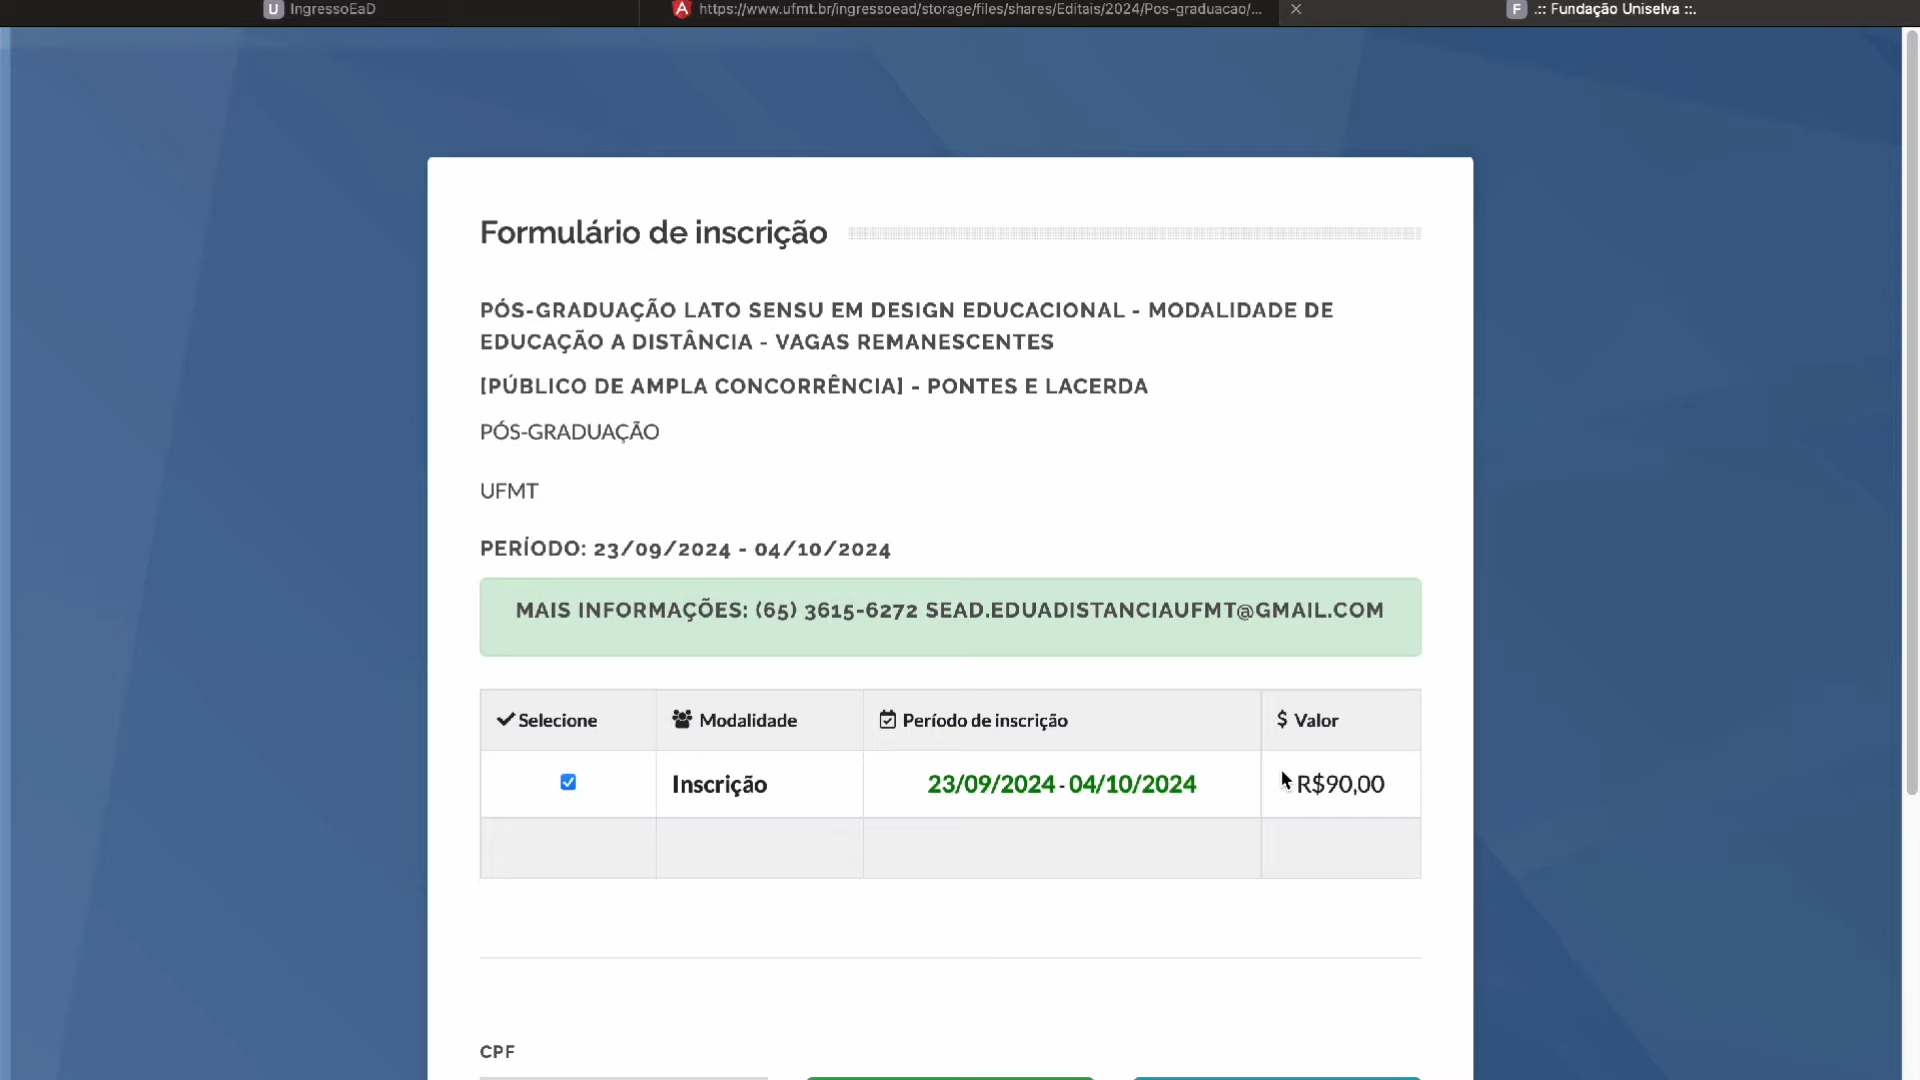 U IngressoEaD
https://www.ufmt.br/ingressoead/storage/files/shares/Editais/2024/Pos-graduacao/...
F .:: Fundação Uniselva ::.
Formulário de inscrição
PÓS-GRADUAÇÃO LATO SENSU EM DESIGN EDUCACIONAL - MODALIDADE DE
EDUCAÇÃO A DISTÂNCIA - VAGAS REMANESCENTES
[PÚBLICO DE AMPLA CONCORRÊNCIA] - PONTES E LACERDA
PÓS-GRADUAÇÃO
UFMT
PERÍODO: 23/09/2024 - 04/10/2024
MAIS INFORMAÇÕES: (65) 3615-6272 SEAD.EDUADISTANCIAUFMT@GMAIL.COM
Selecione Modalidade Período de inscrição $ Valor
Inscrição 23/09/2024 - 04/10/2024 R$90,00
CPF